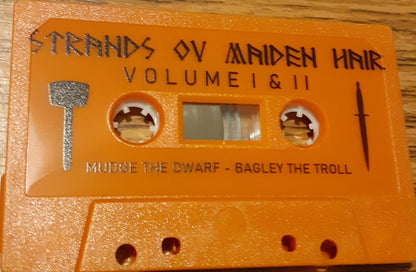 STRANDS OV MAIDEN HAIR
VOLUME I & II
MUDGE THE DWARF - BAGLEY THE TROLL